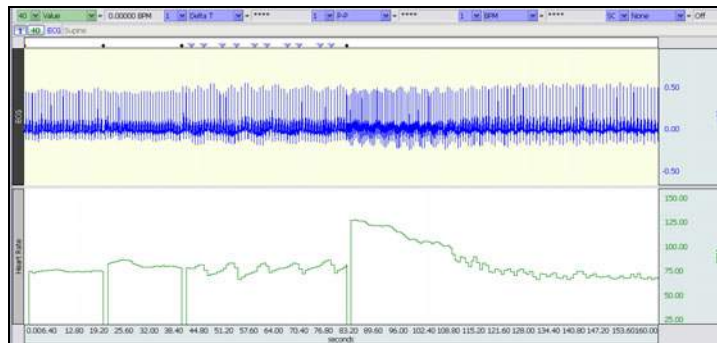 40 Value = 0.00000 BPM 1 Delta T = **** 1 P-P = **** 1 BPM = **** SC None = Off
T 40 ECG Supine
ECG
0.50
0.00
-0.50
Heart Rate
150.00
125.00
100.00
75.00
50.00
25.00
0.00 6.40 12.80 19.20 25.60 32.00 38.40 44.80 51.20 57.60 64.00 70.40 76.80 83.20 89.60 96.00 102.40 108.80 115.20 121.60 128.00 134.40 140.80 147.20 153.60 160.00
seconds